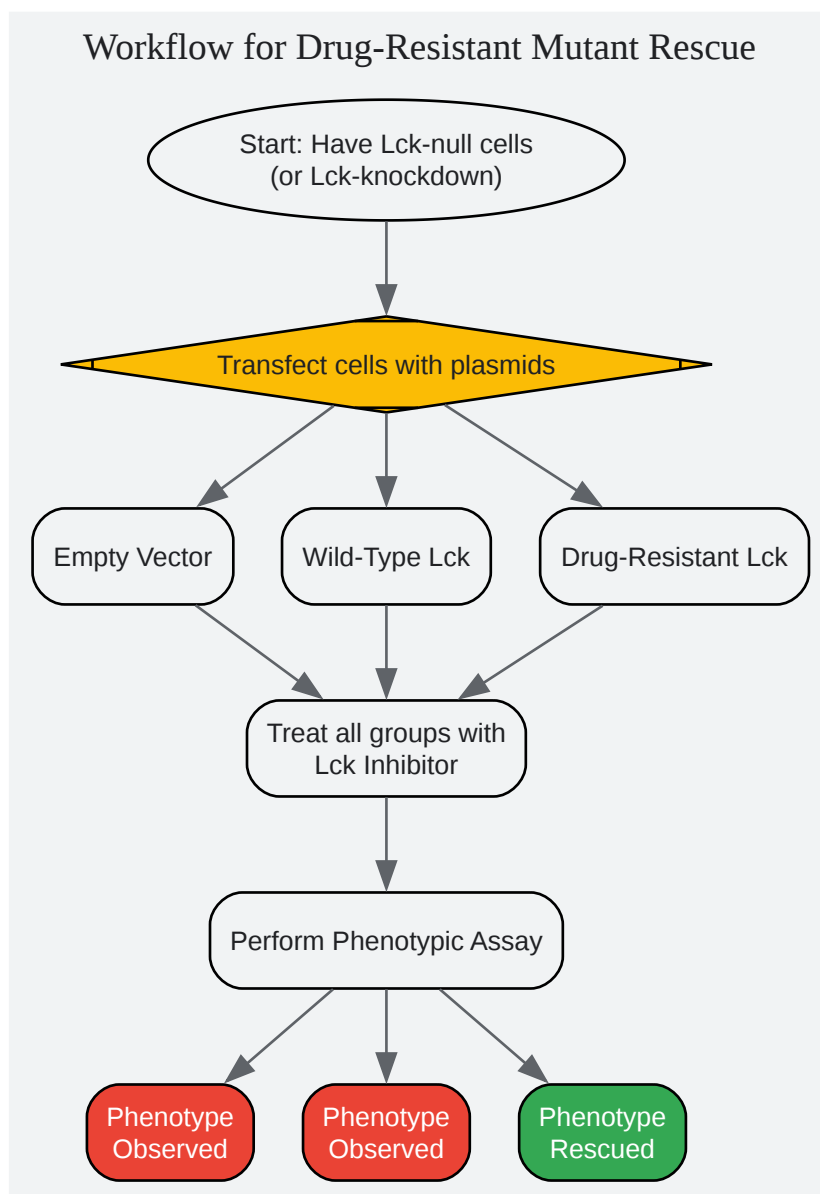 Workflow for Drug-Resistant Mutant Rescue
Start: Have Lck-null cells
(or Lck-knockdown)
Transfect cells with plasmids
Empty Vector
Wild-Type Lck
Drug-Resistant Lck
Treat all groups with
Lck Inhibitor
Perform Phenotypic Assay
Phenotype
Observed
Phenotype
Observed
Phenotype
Rescued